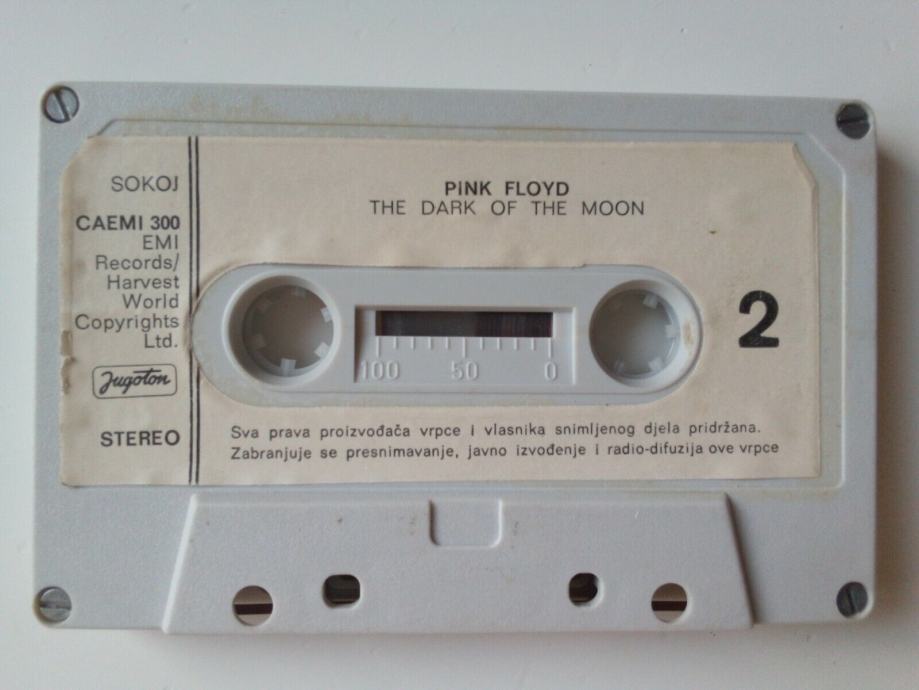 SOKOJ
CAEMI 300
EMI
Records/
Harvest
World
Copyrights
Ltd.
Jugoton
STEREO
PINK FLOYD
THE DARK OF THE MOON
2
100 50 0
Sva prava proizvođača vrpce i vlasnika snimljenog djela pridržana.
Zabranjuje se presnimavanje, javno izvođenje i radio-difuzija ove vrpce